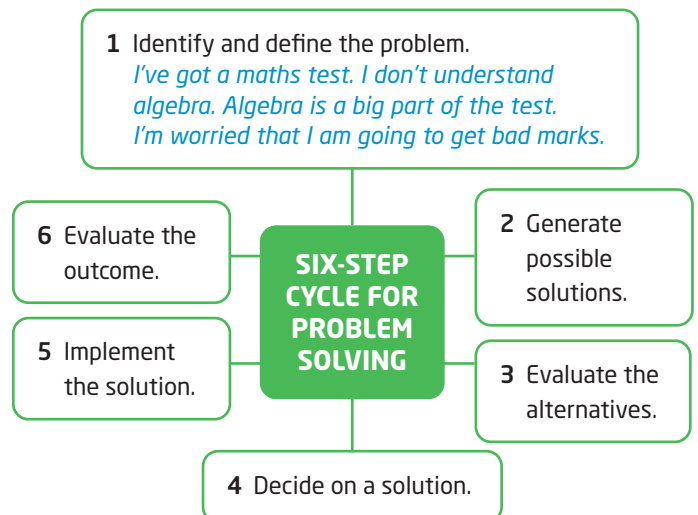 1 Identify and define the problem.
I've got a maths test. I don't understand
algebra. Algebra is a big part of the test.
I'm worried that I am going to get bad marks.
2 Generate
possible
solutions.
3 Evaluate the
alternatives.
4 Decide on a solution.
5 Implement
the solution.
6 Evaluate the
outcome.
SIX-STEP
CYCLE FOR
PROBLEM
SOLVING